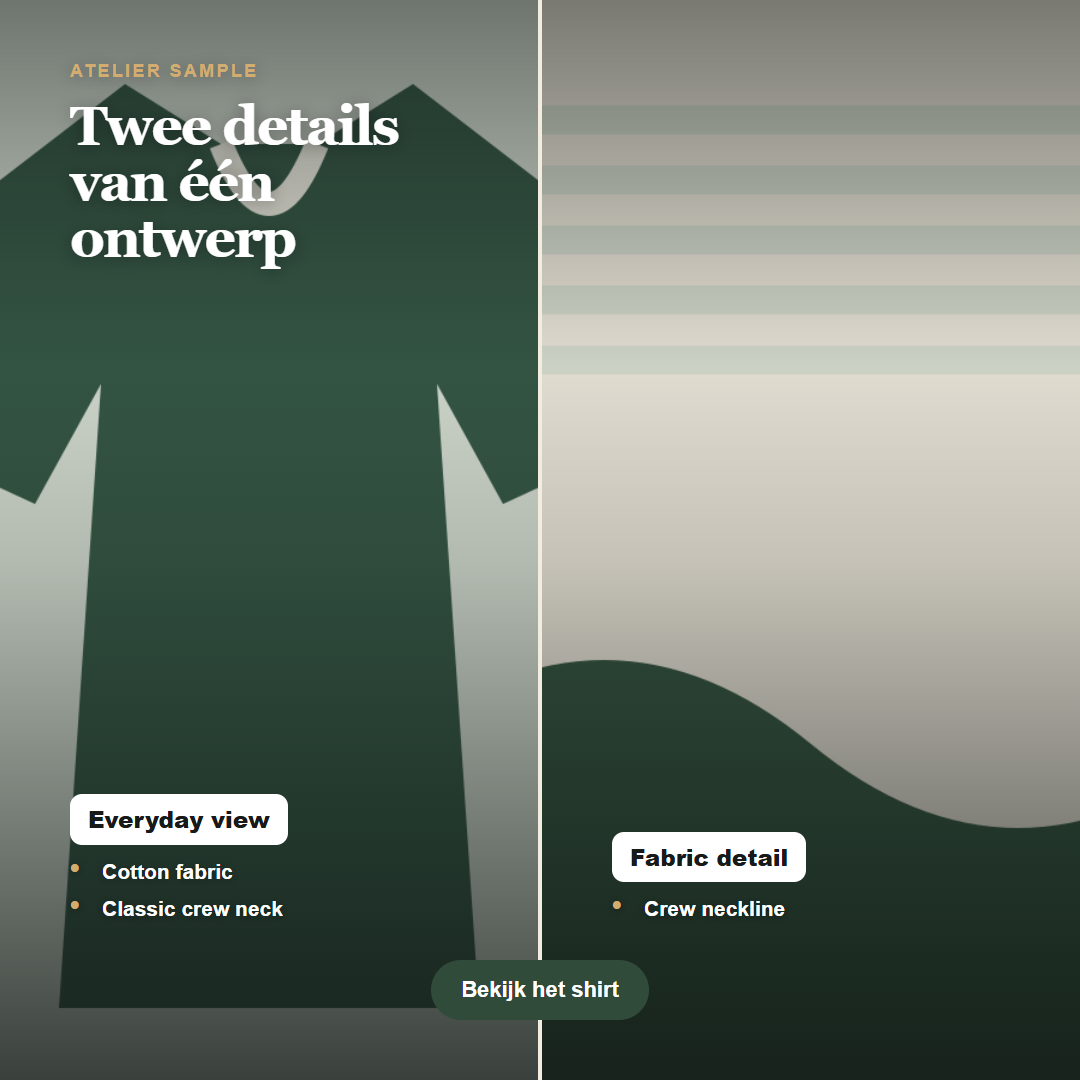 ATELIER SAMPLE
Twee details
van één
ontwerp
Everyday view
Cotton fabric
Classic crew neck
Fabric detail
Crew neckline
Bekijk het shirt